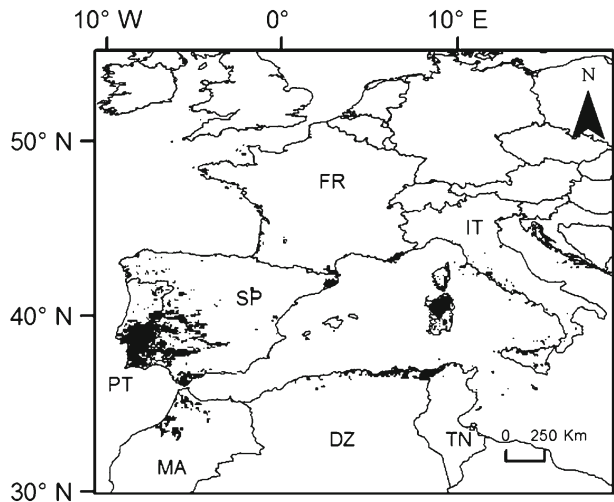 10° W 0° 10° E
N
50° N
FR
IT
SP
40° N
PT
0 250 Km
DZ TN
MA
30° N